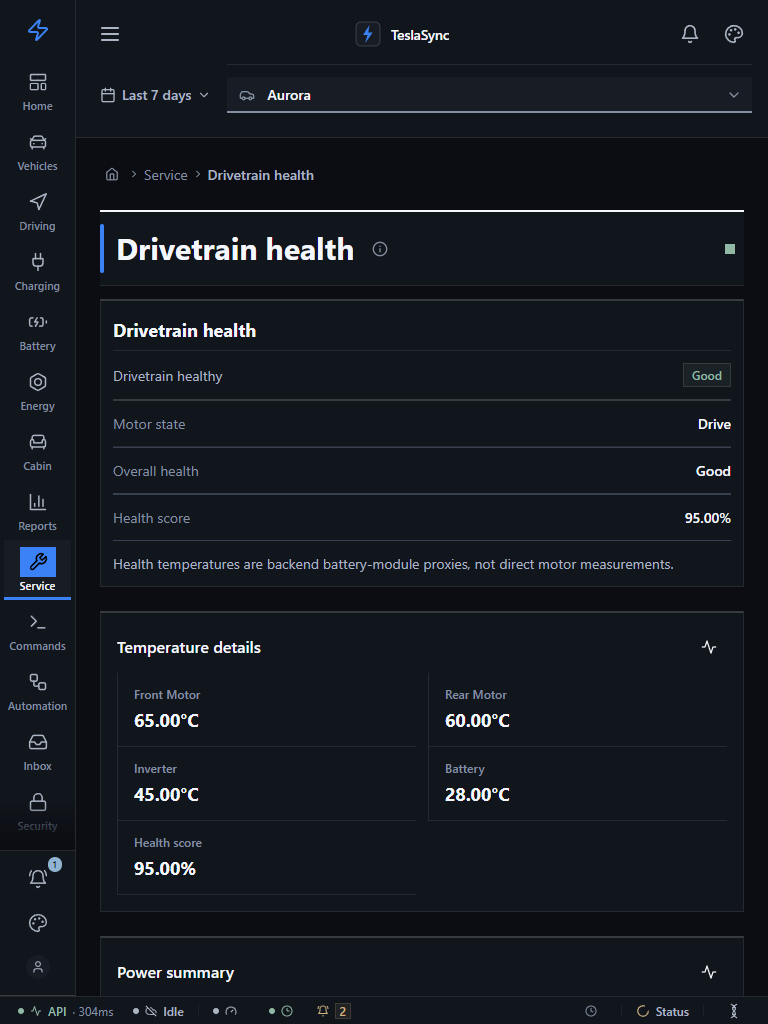 TeslaSync
Last 7 days
Aurora
Home
Vehicles
Driving
Charging
Battery
Energy
Cabin
Reports
Service
Commands
Automation
Inbox
Security
1
Service
Drivetrain health
Drivetrain health
Drivetrain health
Drivetrain healthy
Good
Motor state
Drive
Overall health
Good
Health score
95.00%
Health temperatures are backend battery-module proxies, not direct motor measurements.
Temperature details
Front Motor
65.00°C
Rear Motor
60.00°C
Inverter
45.00°C
Battery
28.00°C
Health score
95.00%
Power summary
API · 304ms
Idle
2
Status